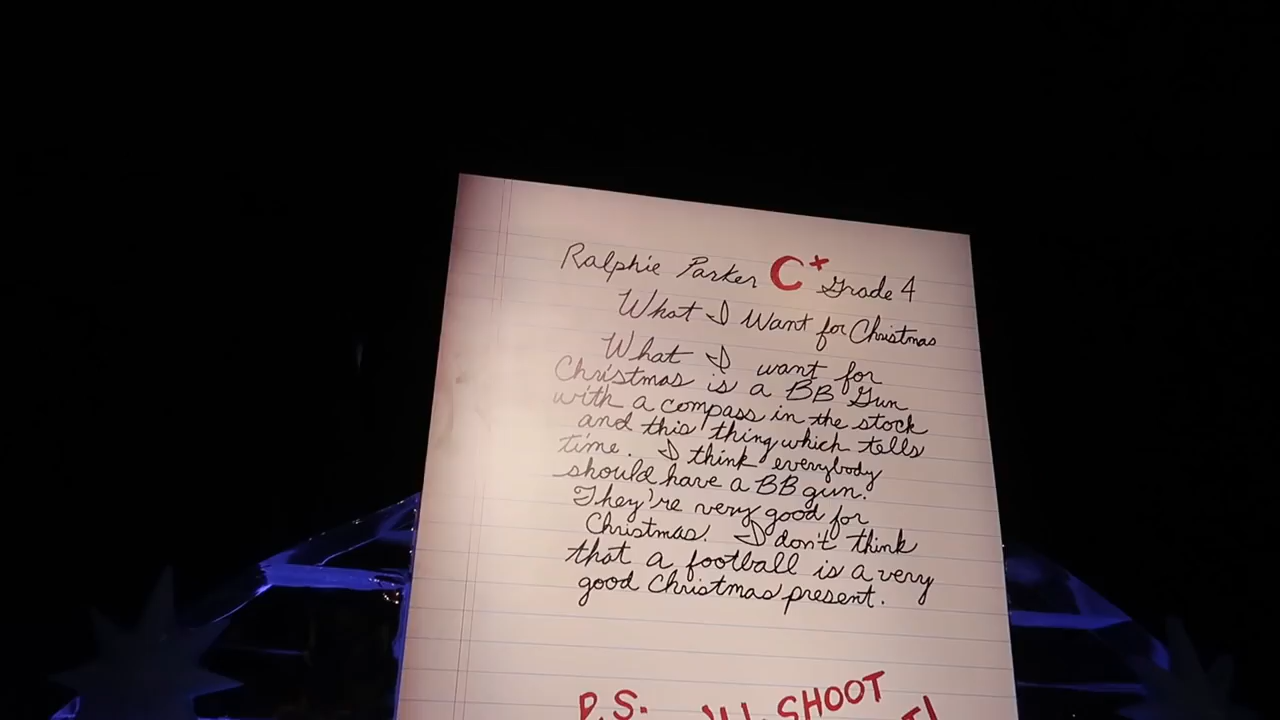 Ralphie Parker C+ Grade 4
What I Want for Christmas
What I want for
Christmas is a BB Gun
with a compass in the stock
and this thing which tells
time. I think everybody
should have a BB gun.
They're very good for
Christmas. I don't think
that a football is a very
good Christmas present.
P.S. SHOOT